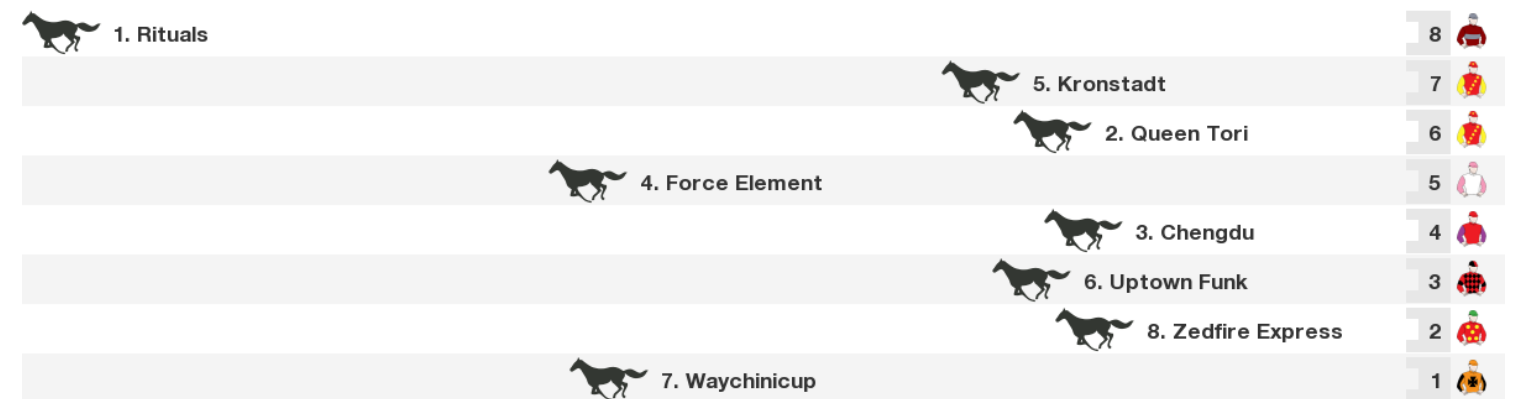 1. Rituals 8
5. Kronstadt 7
2. Queen Tori 6
4. Force Element 5
3. Chengdu 4
6. Uptown Funk 3
8. Zedfire Express 2
7. Waychinicup 1